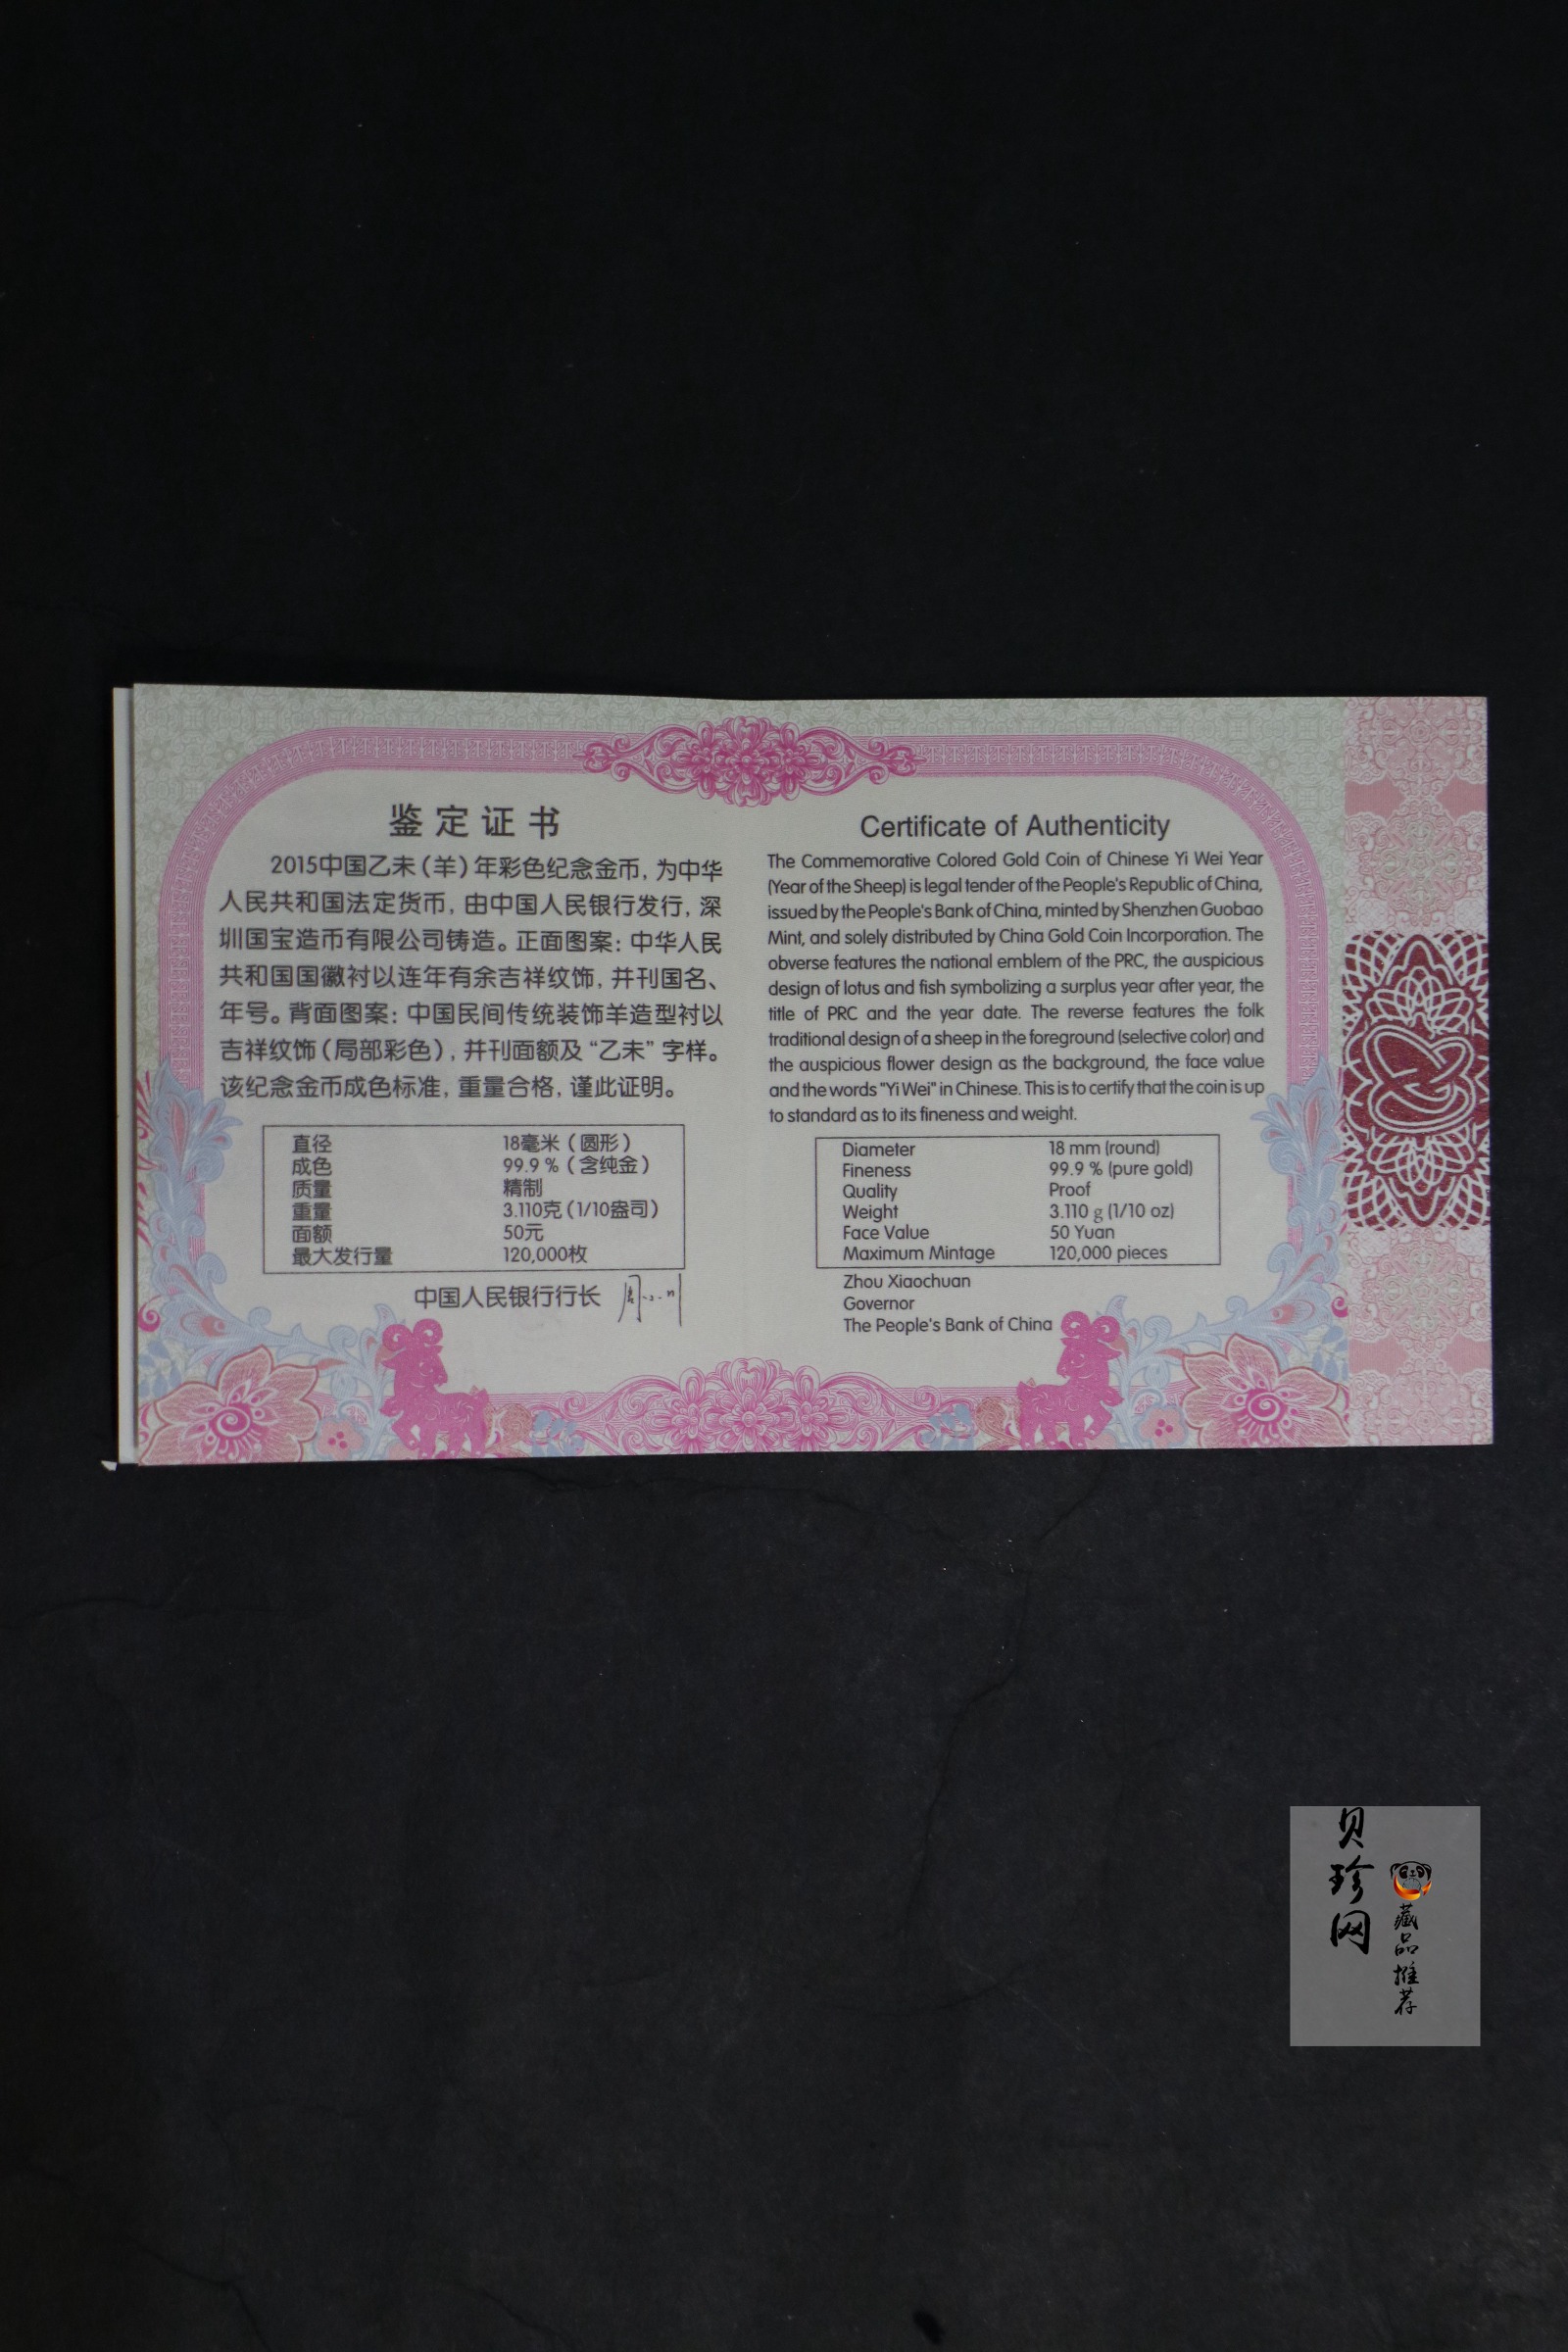 鉴定证书
2015中国乙未（羊）年彩色纪念金币，为中华
人民共和国法定货币，由中国人民银行发行，深
圳国宝造币有限公司铸造。正面图案：中华人民
共和国国徽衬以连年有余吉祥纹饰，并刊国名、
年号。背面图案：中国民间传统装饰羊造型衬以
吉祥纹饰（局部彩色），并刊面额及“乙未”字样。
该纪念金币成色标准，重量合格，谨此证明。
直径 18毫米（圆形）
成色 99.9％（含纯金）
质量 精制
重量 3.110克（1/10盎司）
面额 50元
最大发行量 120,000枚
中国人民银行行长
Certificate of Authenticity
The Commemorative Colored Gold Coin of Chinese Yi Wei Year
(Year of the Sheep) is legal tender of the People's Republic of China,
issued by the People's Bank of China, minted by Shenzhen Guobao
Mint, and solely distributed by China Gold Coin Incorporation. The
obverse features the national emblem of the PRC, the auspicious
design of lotus and fish symbolizing a surplus year after year, the
title of PRC and the year date. The reverse features the folk
traditional design of a sheep in the foreground (selective color) and
the auspicious flower design as the background, the face value
and the words "Yi Wei" in Chinese. This is to certify that the coin is up
to standard as to its fineness and weight.
Diameter 18 mm (round)
Fineness 99.9 % (pure gold)
Quality Proof
Weight 3.110 g (1/10 oz)
Face Value 50 Yuan
Maximum Mintage 120,000 pieces
Zhou Xiaochuan
Governor
The People's Bank of China
贝珍网
藏品推荐